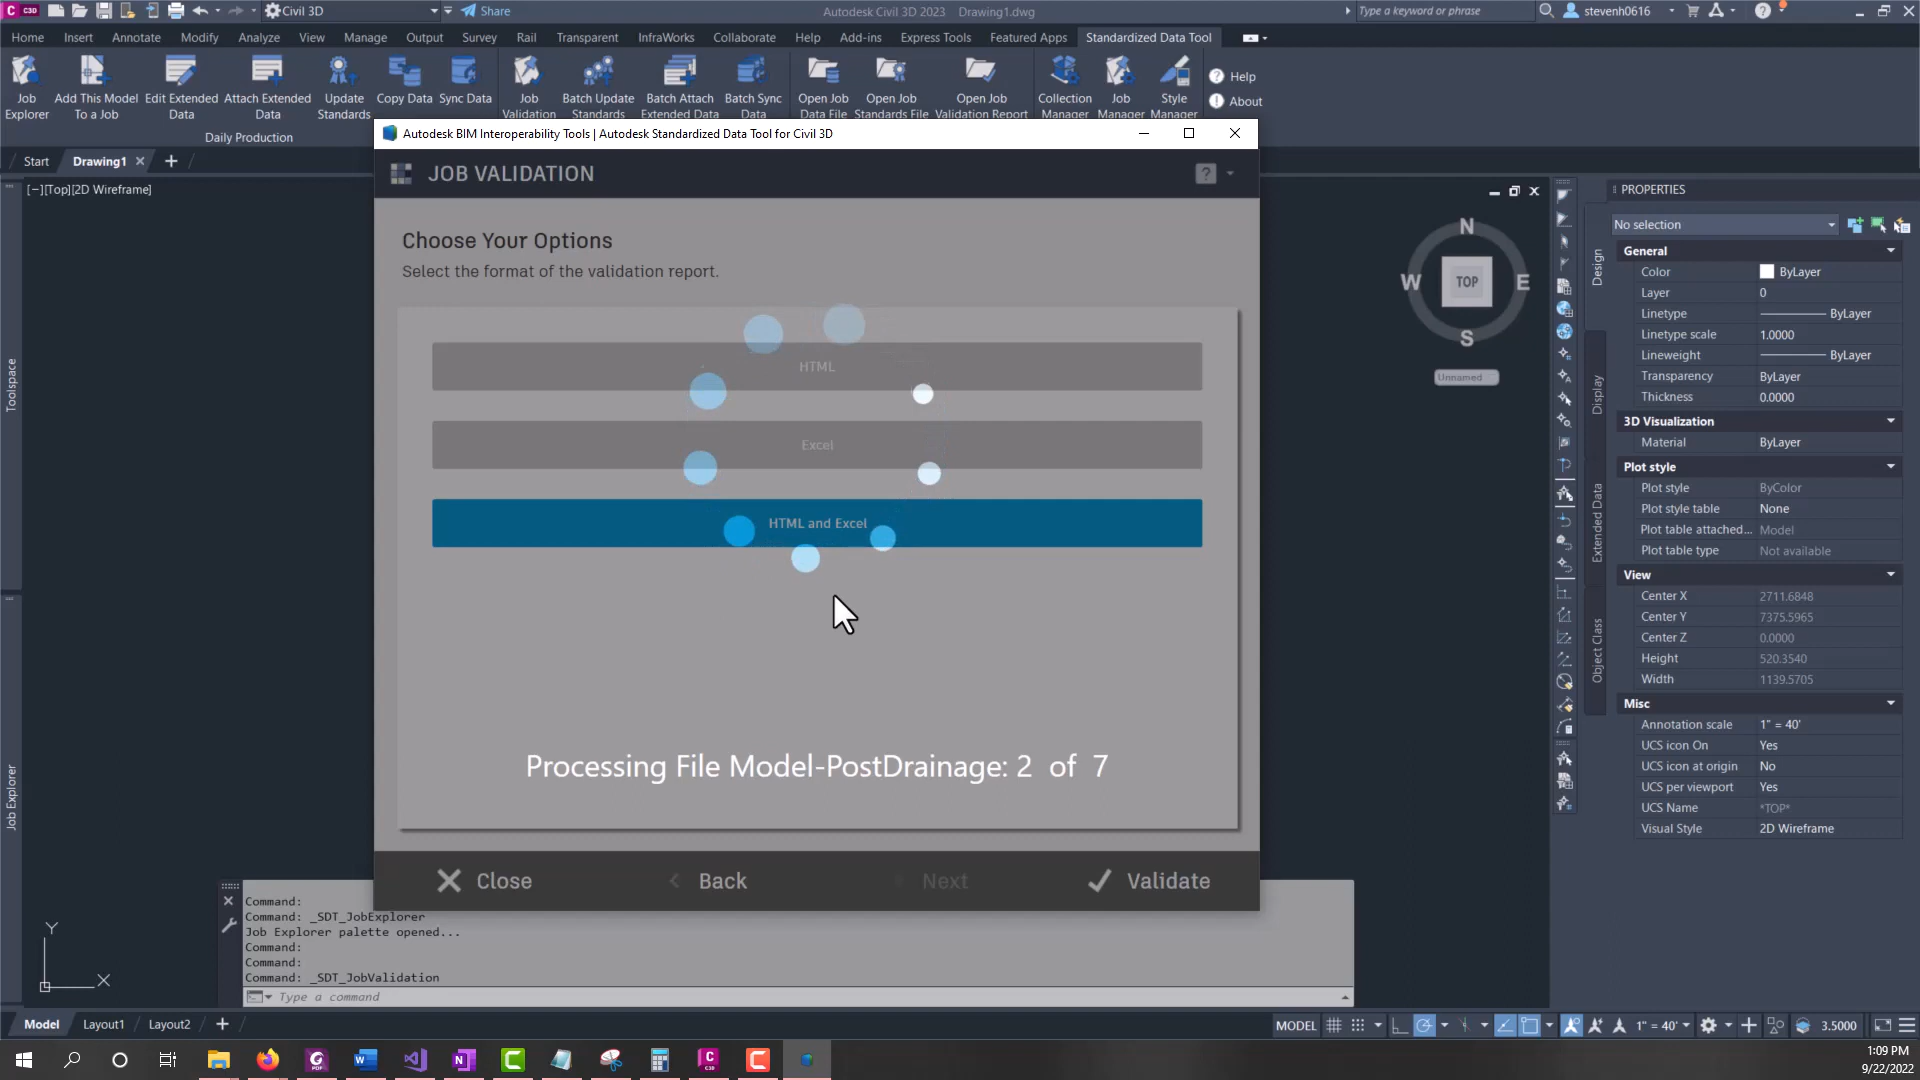 C C3D Civil 3D Share Autodesk Civil 3D 2023 Drawing1.dwg Type a keyword or phrase stevenh0616
Home Insert Annotate Modify Analyze View Manage Output Survey Rail Transparent InfraWorks Collaborate Help Add-ins Express Tools Featured Apps Standardized Data Tool
Job Explorer
Add This Model To a Job
Edit Extended Data
Attach Extended Data
Update Standards
Copy Data
Sync Data
Job Validation
Batch Update Standards
Batch Attach Extended Data
Batch Sync Data
Open Job Data File
Open Job Standards File
Open Job Validation Report
Collection Manager
Job Manager
Style Manager
Help
About
Daily Production
Start Drawing1
[−][Top][2D Wireframe]
Autodesk BIM Interoperability Tools | Autodesk Standardized Data Tool for Civil 3D
JOB VALIDATION
?
Choose Your Options
Select the format of the validation report.
HTML
Excel
HTML and Excel
Processing File Model-PostDrainage: 2 of 7
Close Back Next Validate
Toolspace
Job Explorer
N
W TOP E
S
Unnamed
PROPERTIES
No selection
Design
Display
Extended Data
Object Class
General
Color ByLayer
Layer 0
Linetype ByLayer
Linetype scale 1.0000
Lineweight ByLayer
Transparency ByLayer
Thickness 0.0000
3D Visualization
Material ByLayer
Plot style
Plot style ByColor
Plot style table None
Plot table attached... Model
Plot table type Not available
View
Center X 2711.6848
Center Y 7375.5965
Center Z 0.0000
Height 520.3540
Width 1139.5705
Misc
Annotation scale 1" = 40'
UCS icon On Yes
UCS icon at origin No
UCS per viewport Yes
UCS Name *TOP*
Visual Style 2D Wireframe
Command:
Command: _SDT_JobExplorer
Job Explorer palette opened...
Command:
Command:
Command: _SDT_JobValidation
Type a command
Y
X
Model Layout1 Layout2 +
MODEL 1" = 40' 3.5000
1:09 PM
9/22/2022